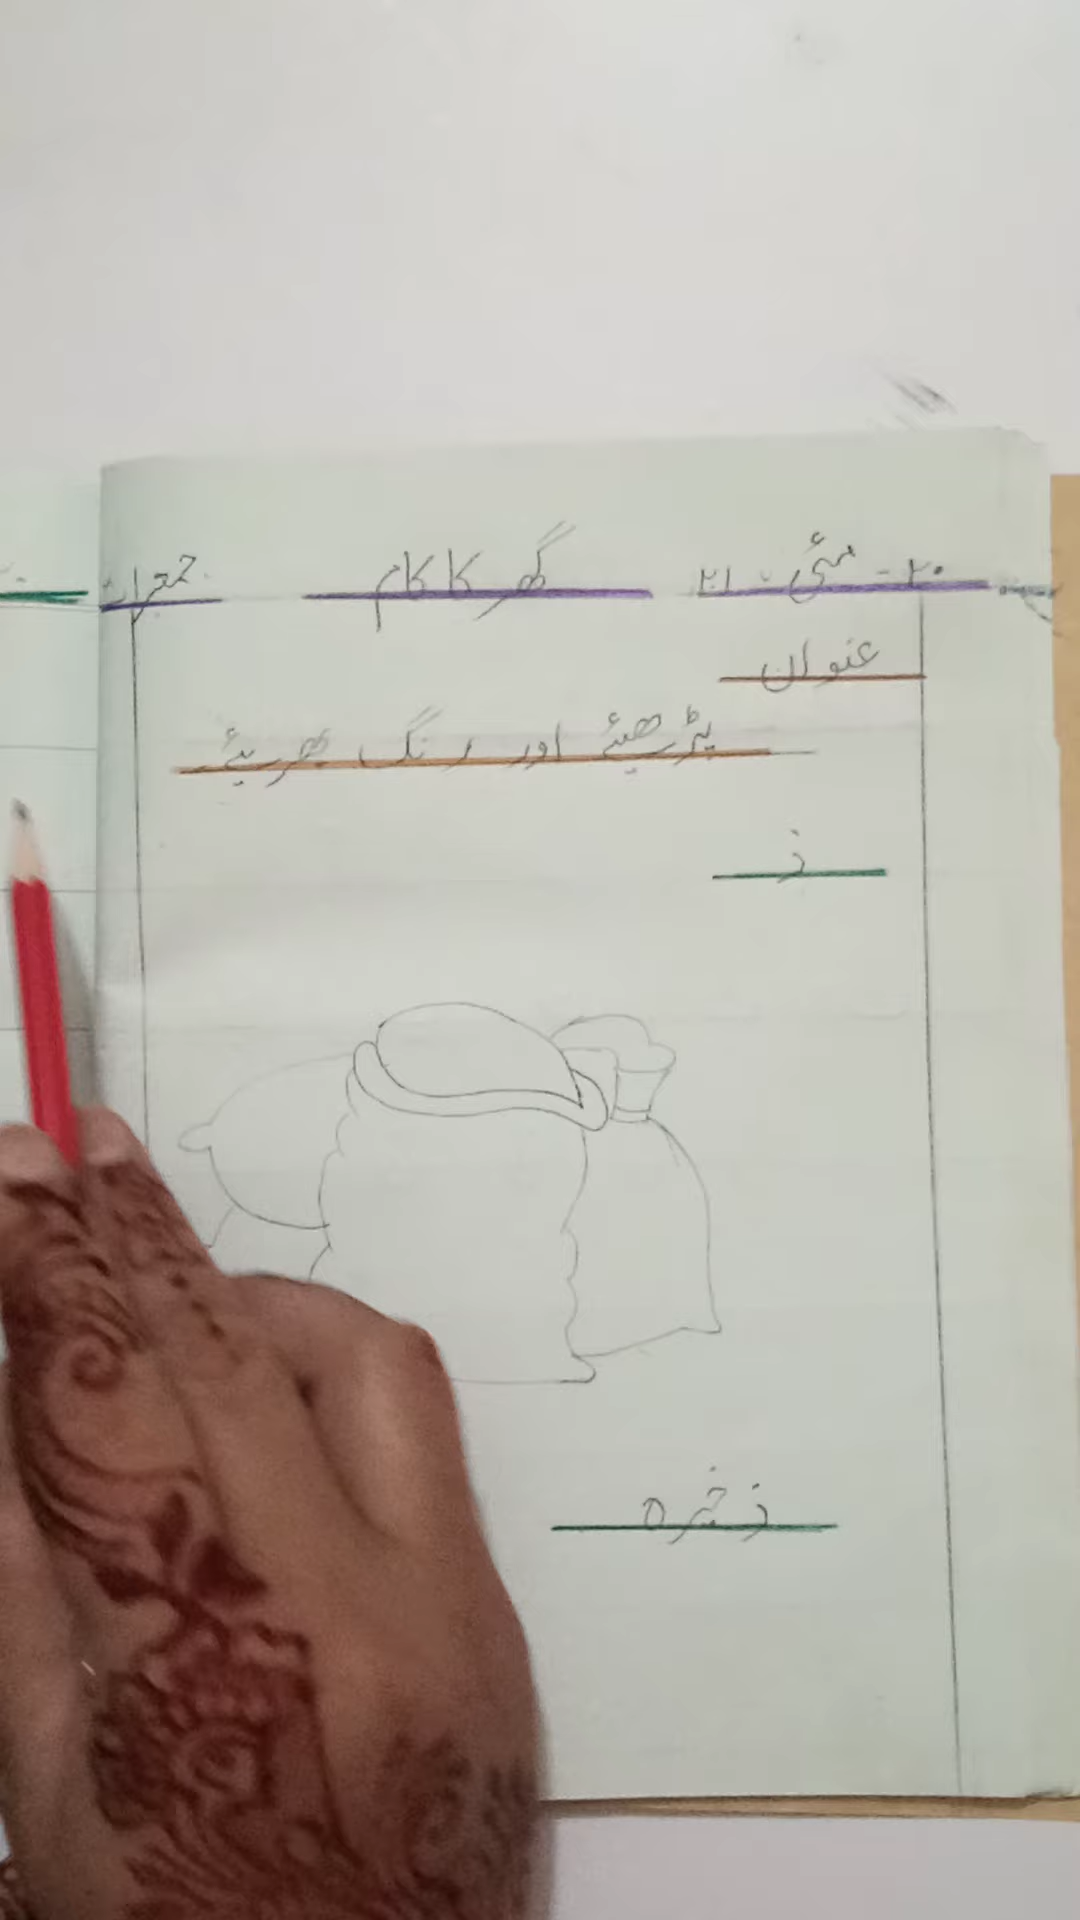 ۲۰ - مئی - ۲۱ گھر کا کام جمعرات
عنوان
پڑھیئے اور رنگ بھریئے
ذ
ذخیرہ